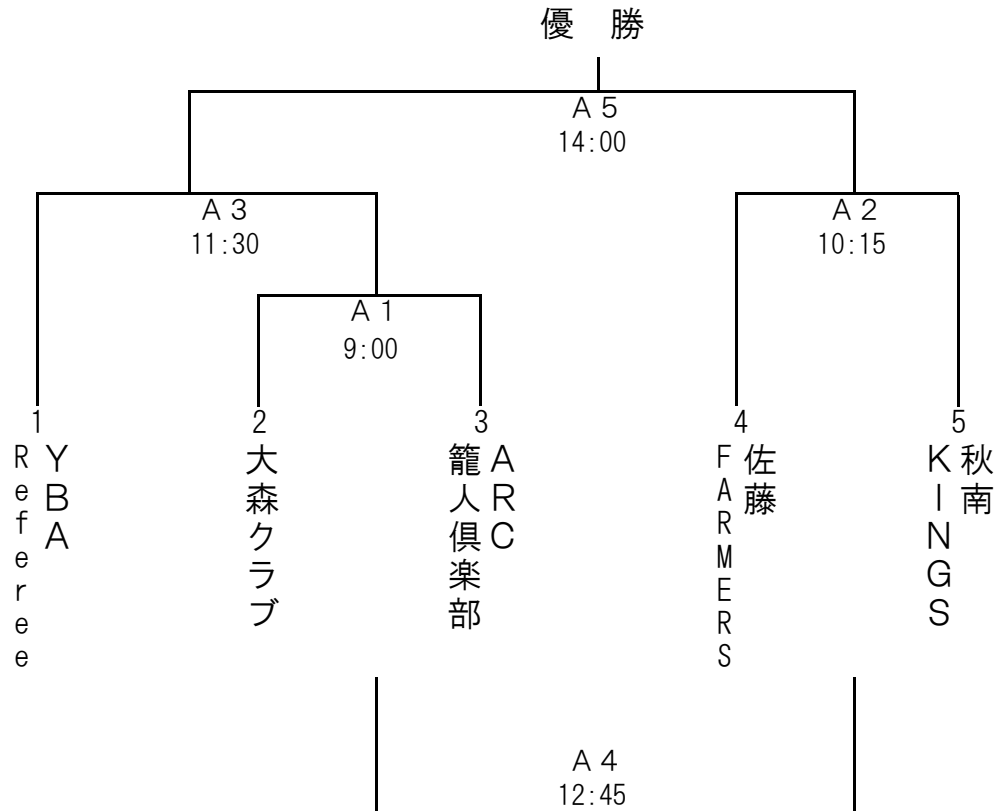 優　勝
Ａ５
14:00
Ａ３
11:30
Ａ２
10:15
Ａ１
9:00
1
2
3
4
5
ＹＢＡ
Referee
大森クラブ
ＡＲＣ
籠人倶楽部
佐藤
FARMERS
秋南
ＫＩＮＧＳ
Ａ４
12:45